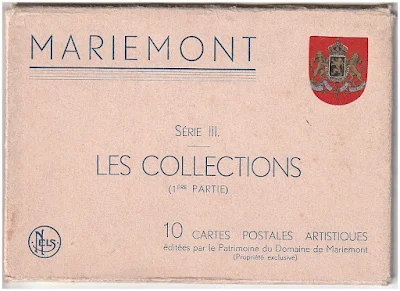 MARIEMONT
SÉRIE III.
LES COLLECTIONS
(1ÈRE PARTIE)
10 CARTES POSTALES ARTISTIQUES
éditées par le Patrimoine du Domaine de Mariemont
(Propriété exclusive)
NELS